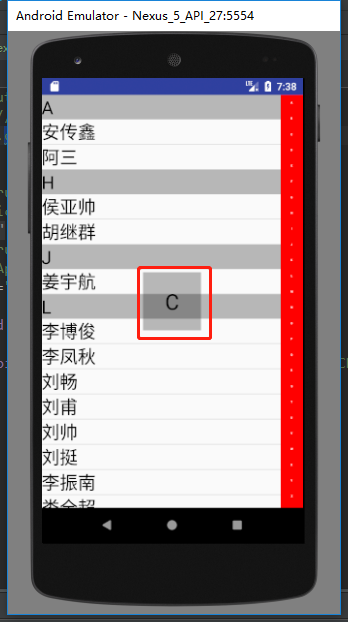 Android Emulator - Nexus_5_API_27:5554
LTE 7:38
A
安传鑫
阿三
H
侯亚帅
胡继群
J
姜宇航
C
L
李博俊
李凤秋
刘畅
刘甫
刘帅
刘挺
李振南